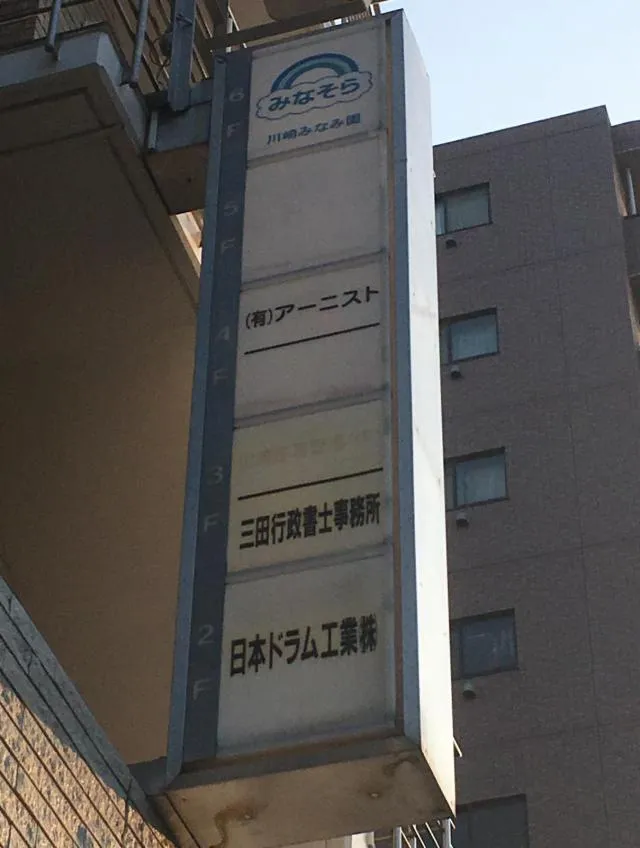 6F
みなそら
川崎みなみ園
5F
4F
(有)アーニスト
3F
三田行政書士事務所
2F
日本ドラム工業㈱